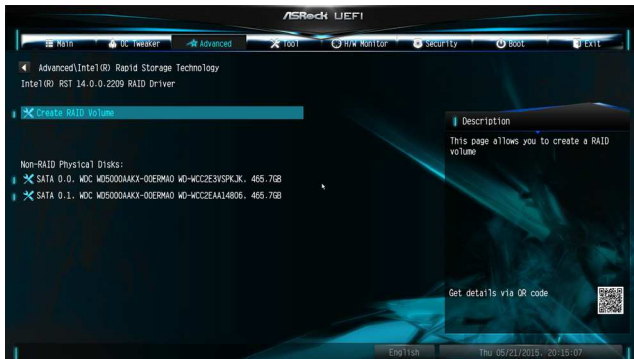 ASRock UEFI
Main OC Tweaker Advanced Tool H/W Monitor Security Boot Exit
Advanced\Intel(R) Rapid Storage Technology
Intel(R) RST 14.0.0.2209 RAID Driver
Create RAID Volume
Description
This page allows you to create a RAID
volume
Non-RAID Physical Disks:
SATA 0.0, WDC WD5000AAKX-00ERMA0 WD-WCC2E3VSPKJK, 465.7GB
SATA 0.1, WDC WD5000AAKX-00ERMA0 WD-WCC2EAA14806, 465.7GB
Get details via QR code
English Thu 05/21/2015, 20:15:07